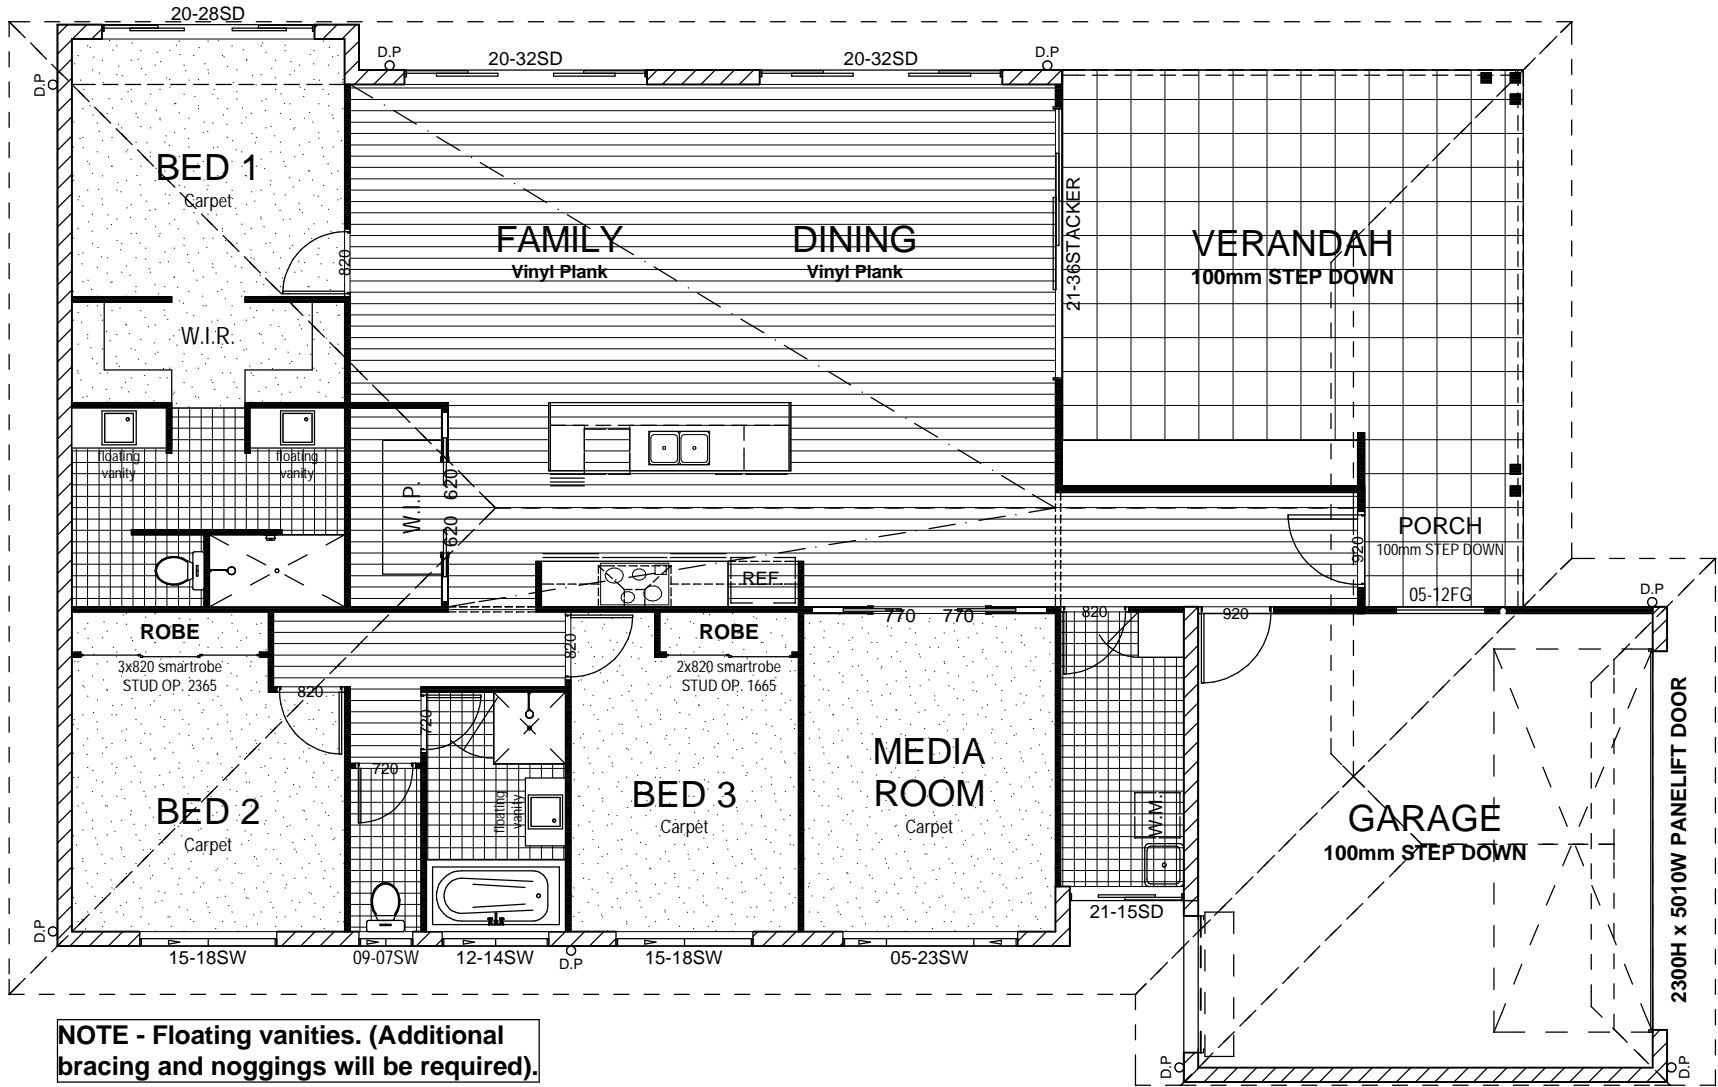 20-28SD
D.P
20-32SD
20-32SD
D.P
D.P
BED 1
Carpet
820
FAMILY
Vinyl Plank
DINING
Vinyl Plank
21-36STACKER
VERANDAH
100mm STEP DOWN
W.I.R.
floating
vanity
floating
vanity
W.I.P.
620
620
REF
PORCH
100mm STEP DOWN
920
05-12FG
D.P
ROBE
3x820 smartrobe
STUD OP. 2365
820
820
ROBE
2x820 smartrobe
STUD OP. 1665
770
770
820
920
720
720
BED 2
Carpet
floating
vanity
BED 3
Carpet
MEDIA
ROOM
Carpet
W.M.
GARAGE
100mm STEP DOWN
2300H x 5010W PANELIFT DOOR
D.P
15-18SW
09-07SW
12-14SW
D.P
15-18SW
05-23SW
21-15SD
D.P
D.P
NOTE - Floating vanities. (Additional
bracing and noggings will be required).